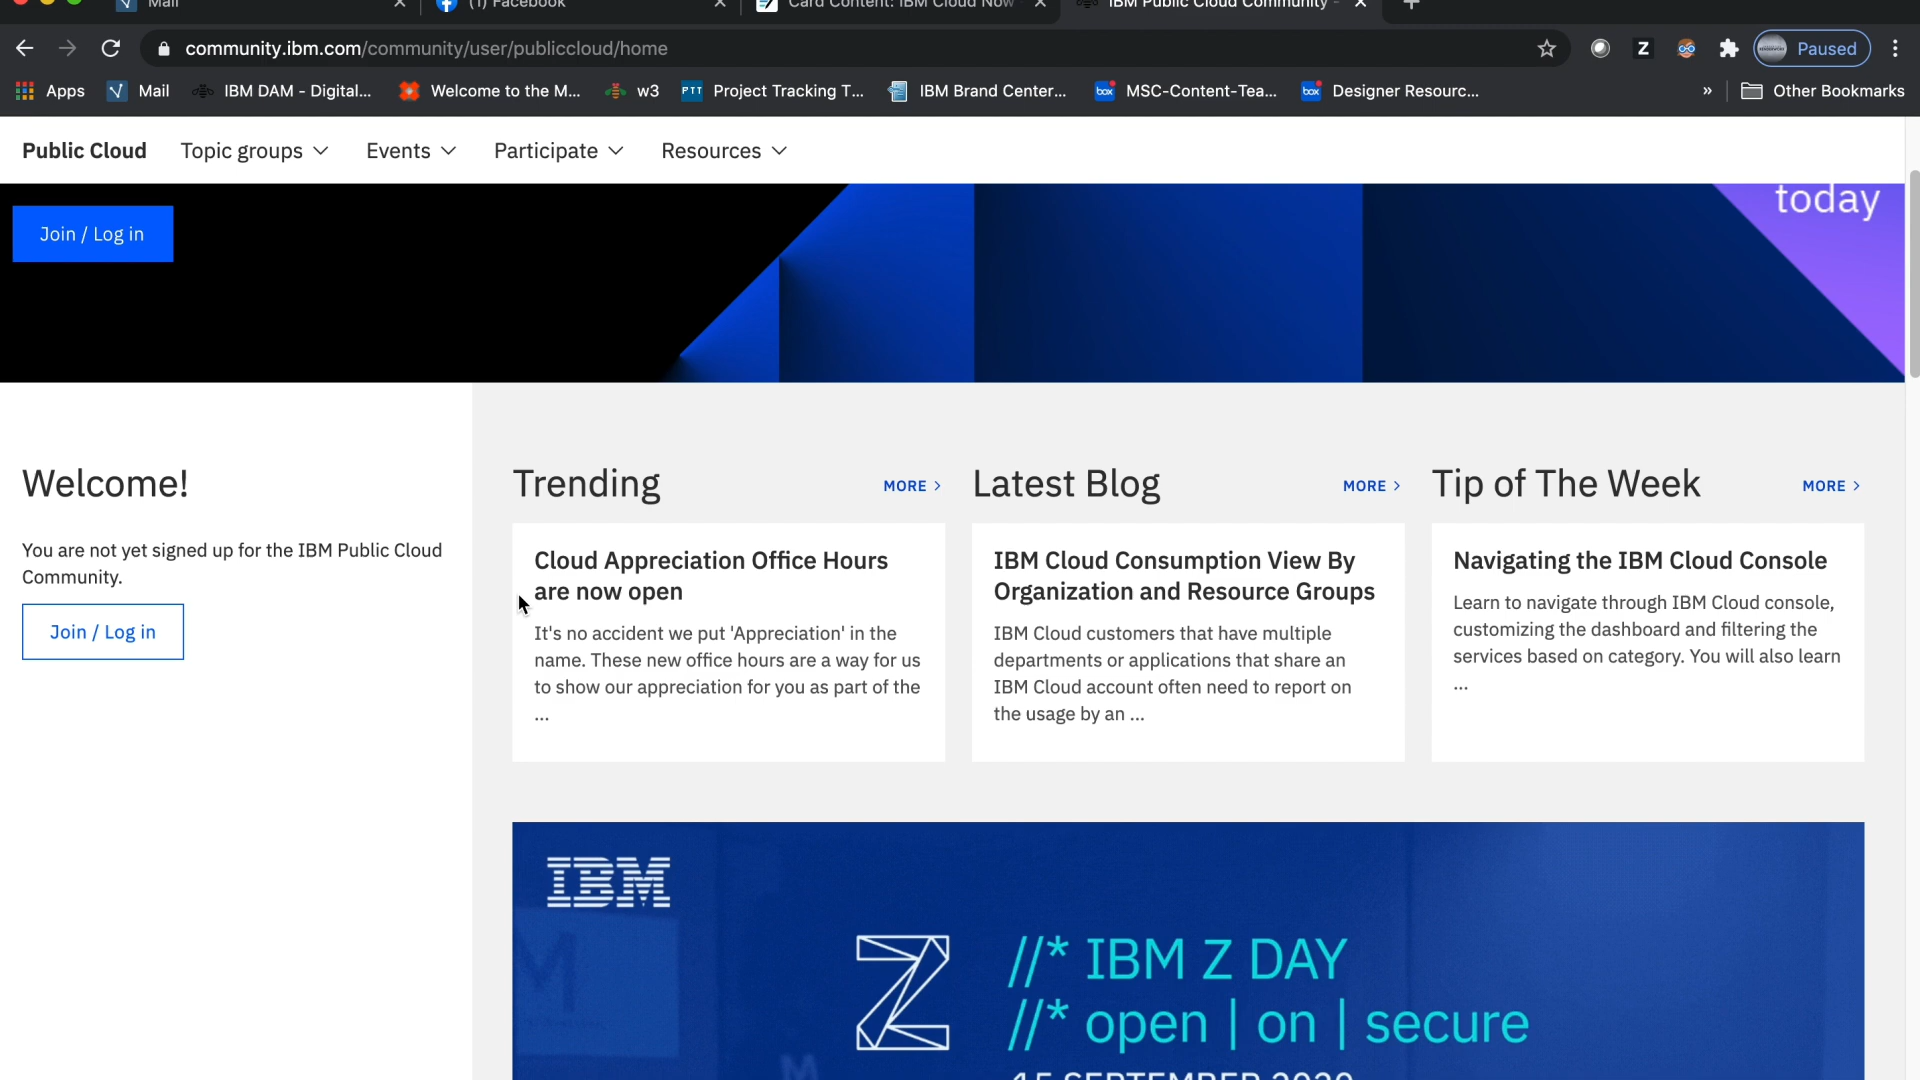 Mail
(1) Facebook
Card Content: IBM Cloud Now
IBM Public Cloud Community -
community.ibm.com/community/user/publiccloud/home
Z
Paused
Apps
Mail
IBM DAM - Digital...
Welcome to the M...
w3
PTT Project Tracking T...
IBM Brand Center...
box MSC-Content-Tea...
box Designer Resourc...
»
Other Bookmarks
Public Cloud
Topic groups
Events
Participate
Resources
today
Join / Log in
Welcome!
You are not yet signed up for the IBM Public Cloud
Community.
Join / Log in
Trending
MORE >
Cloud Appreciation Office Hours
are now open
It's no accident we put 'Appreciation' in the
name. These new office hours are a way for us
to show our appreciation for you as part of the
...
Latest Blog
MORE >
IBM Cloud Consumption View By
Organization and Resource Groups
IBM Cloud customers that have multiple
departments or applications that share an
IBM Cloud account often need to report on
the usage by an ...
Tip of The Week
MORE >
Navigating the IBM Cloud Console
Learn to navigate through IBM Cloud console,
customizing the dashboard and filtering the
services based on category. You will also learn
...
IBM
Z
//* IBM Z DAY
//* open | on | secure
15 SEPTEMBER 2020